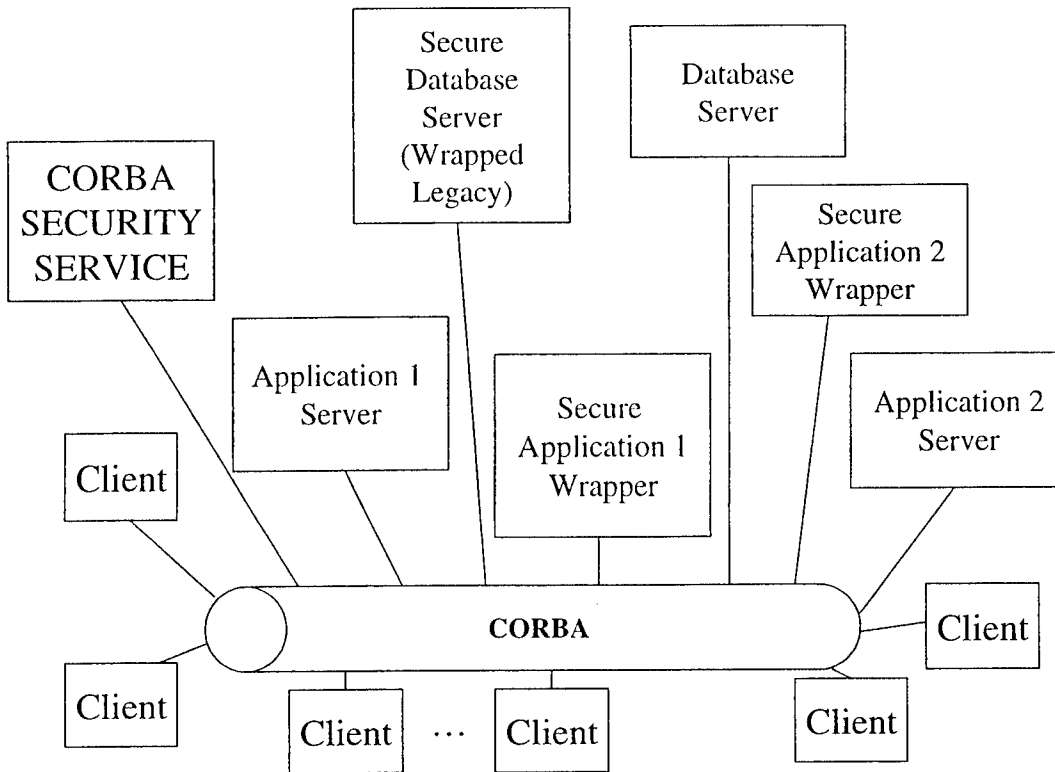 Secure
Database
Server
(Wrapped
Legacy)
Database
Server
CORBA
SECURITY
SERVICE
Secure
Application 2
Wrapper
Application 1
Server
Secure
Application 1
Wrapper
Application 2
Server
Client
CORBA
Client
Client
Client
...
Client
Client